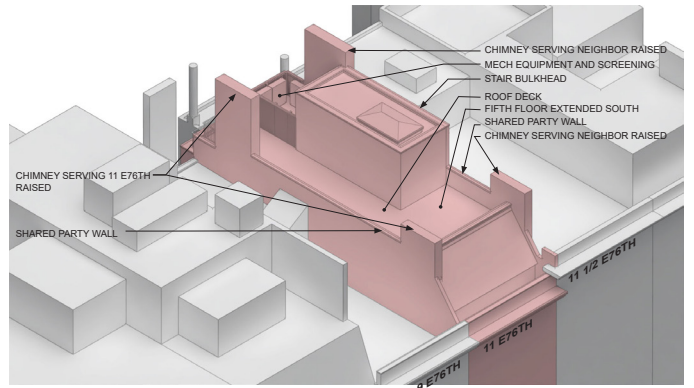 CHIMNEY SERVING NEIGHBOR RAISED
MECH EQUIPMENT AND SCREENING
STAIR BULKHEAD
ROOF DECK
FIFTH FLOOR EXTENDED SOUTH
SHARED PARTY WALL
CHIMNEY SERVING NEIGHBOR RAISED
CHIMNEY SERVING 11 E76TH
RAISED
SHARED PARTY WALL
11 1/2 E76TH
11 E76TH
9 E76TH